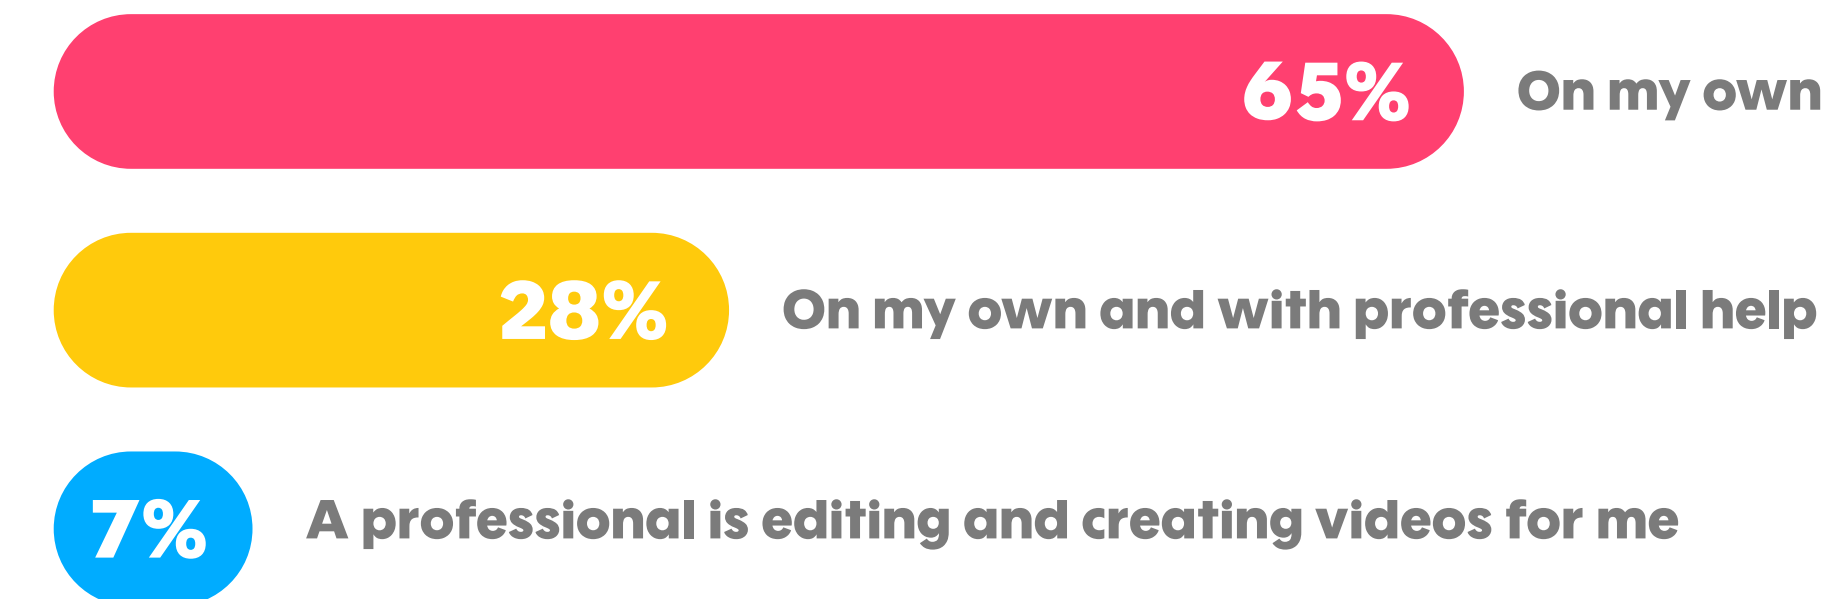 65% On my own
28% On my own and with professional help
7% A professional is editing and creating videos for me